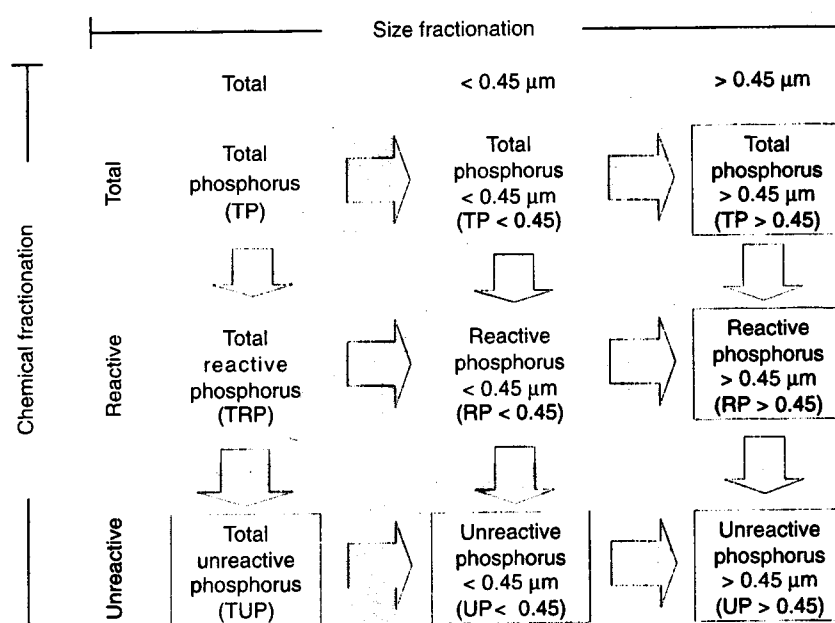 Size fractionation
Total
< 0.45 µm
> 0.45 µm
Chemical fractionation
Total
Total
phosphorus
(TP)
Total
phosphorus
< 0.45 µm
(TP < 0.45)
Total
phosphorus
> 0.45 µm
(TP > 0.45)
Reactive
Total
reactive
phosphorus
(TRP)
Reactive
phosphorus
< 0.45 µm
(RP < 0.45)
Reactive
phosphorus
> 0.45 µm
(RP > 0.45)
Unreactive
Total
unreactive
phosphorus
(TUP)
Unreactive
phosphorus
< 0.45 µm
(UP< 0.45)
Unreactive
phosphorus
> 0.45 µm
(UP > 0.45)